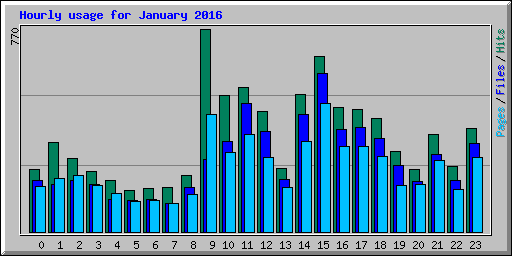 Hourly usage for January 2016
770
Pages/Files/Hits
0 1 2 3 4 5 6 7 8 9 10 11 12 13 14 15 16 17 18 19 20 21 22 23